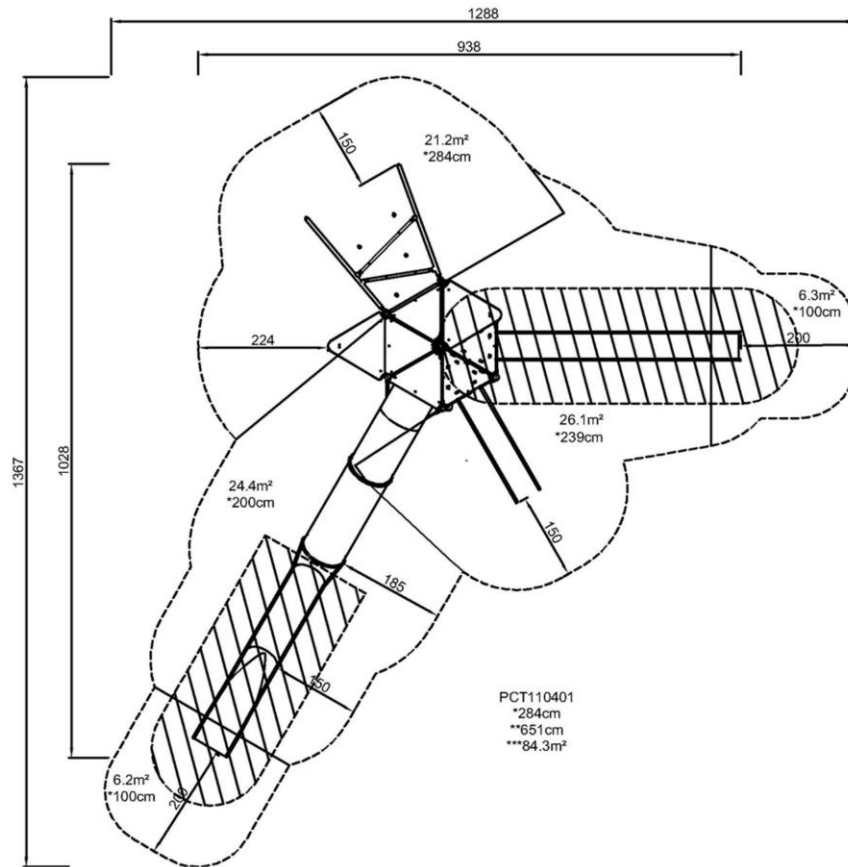 1288
938
150
21.2m²
*284cm
6.3m²
*100cm
224
200
26.1m²
*239cm
1367
1028
24.4m²
*200cm
150
185
150
PCT110401
*284cm
**651cm
***84.3m²
6.2m²
*100cm
200